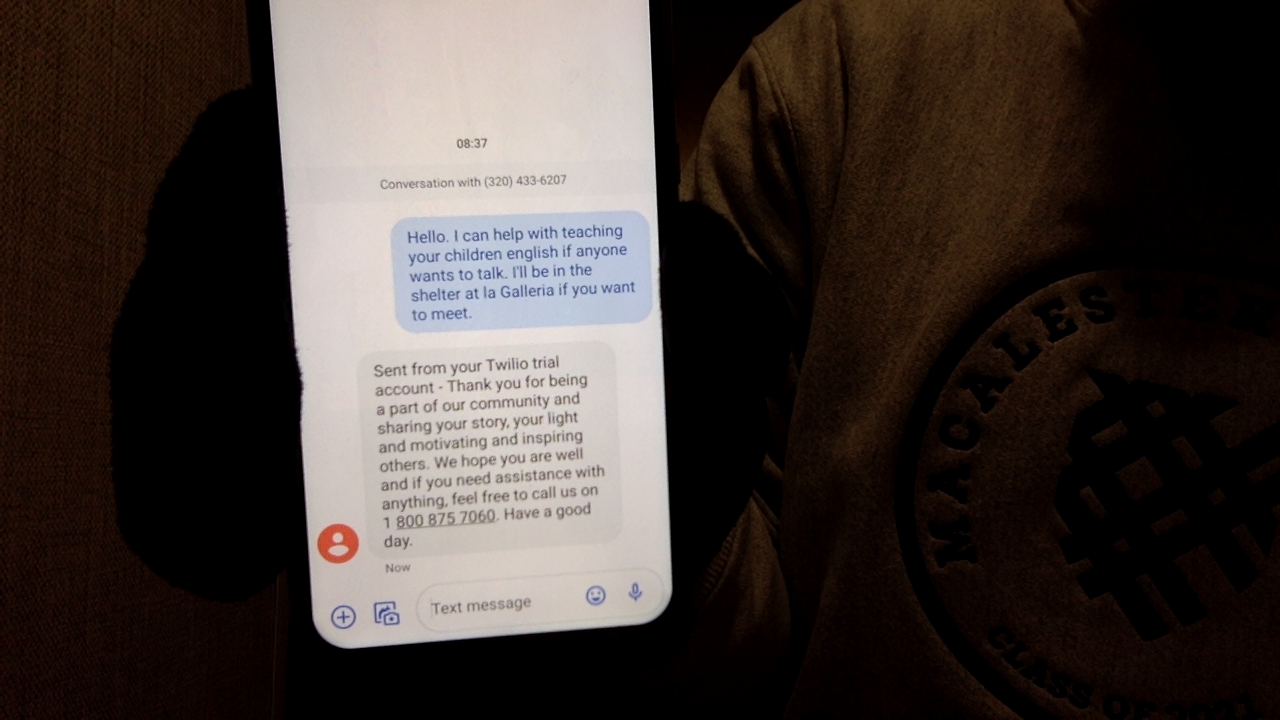 08:37
Conversation with (320) 433-6207
Hello. I can help with teaching
your children english if anyone
wants to talk. I'll be in the
shelter at la Galleria if you want
to meet.
Sent from your Twilio trial
account - Thank you for being
a part of our community and
sharing your story, your light
and motivating and inspiring
others. We hope you are well
and if you need assistance with
anything, feel free to call us on
1 800 875 7060. Have a good
day.
Now
Text message
MACALESTER
CLASS OF 2021